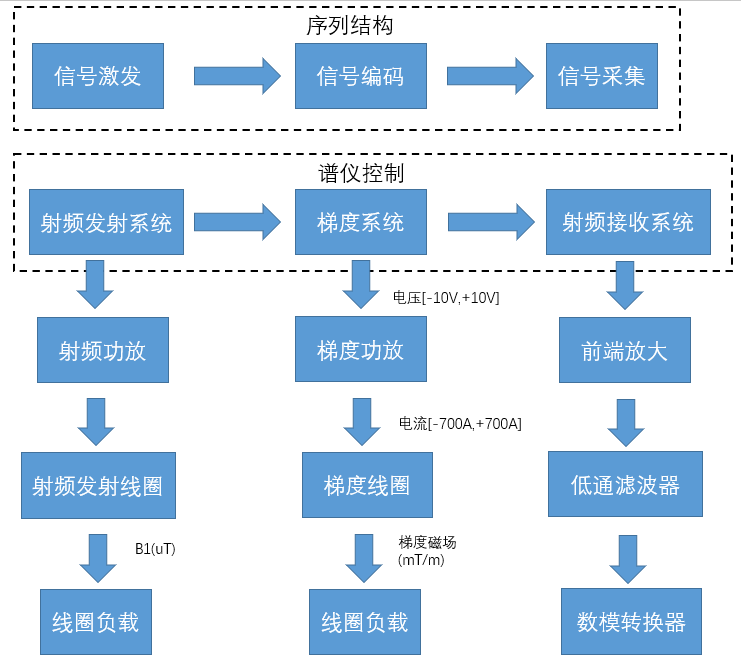 序列结构
信号激发
信号编码
信号采集
谱仪控制
射频发射系统
梯度系统
射频接收系统
电压[-10V,+10V]
射频功放
梯度功放
前端放大
电流[-700A,+700A]
射频发射线圈
梯度线圈
低通滤波器
B1(uT)
梯度磁场
(mT/m)
线圈负载
线圈负载
数模转换器